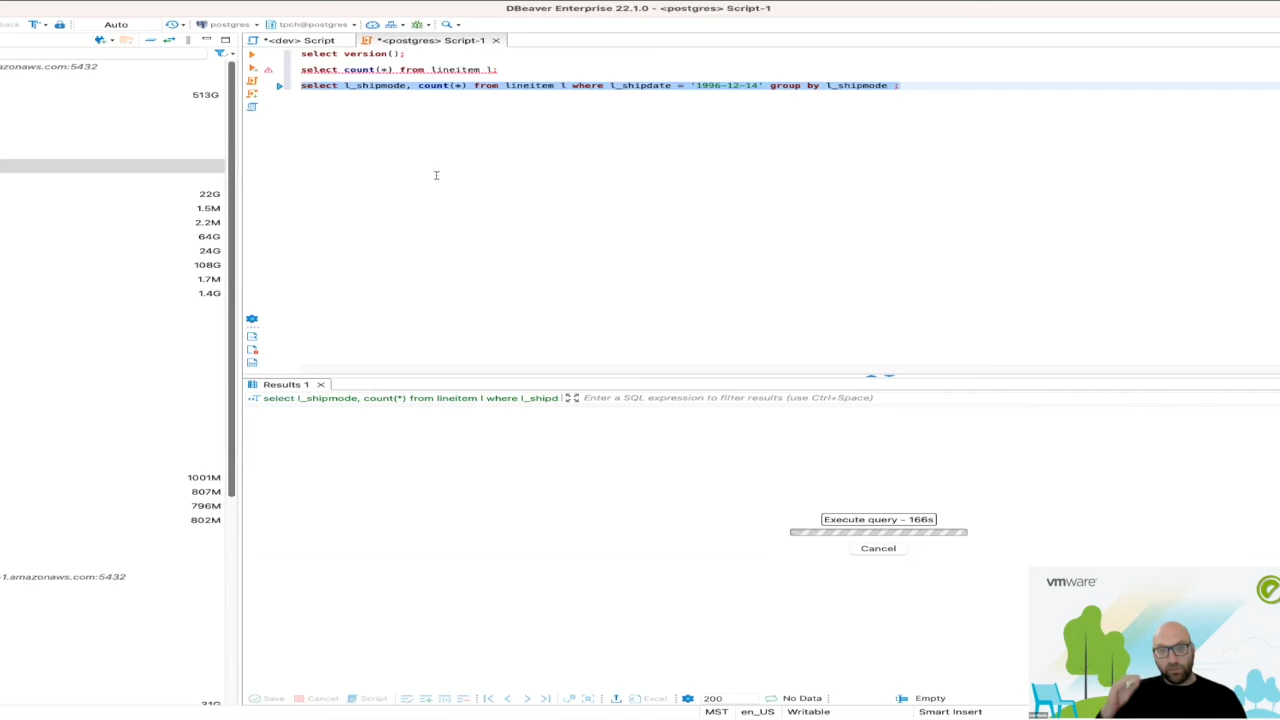 DBeaver Enterprise 22.1.0 - <postgres> Script-1
back
Auto
postgres
tpch@postgres
*<dev> Script
*<postgres> Script-1
azonaws.com:5432
select version();
select count(*) from lineitem l;
select l_shipmode, count(*) from lineitem l where l_shipdate = '1996-12-14' group by l_shipmode ;
513G
22G
1.5M
2.2M
64G
24G
108G
1.7M
1.4G
Results 1
select l_shipmode, count(*) from lineitem l where l_shipd
Enter a SQL expression to filter results (use Ctrl+Space)
1001M
807M
796M
802M
Execute query - 166s
Cancel
-1.amazonaws.com:5432
vmware
Save
Cancel
Script
Excel
200
No Data
Empty
31G
MST
en_US
Writable
Smart Insert